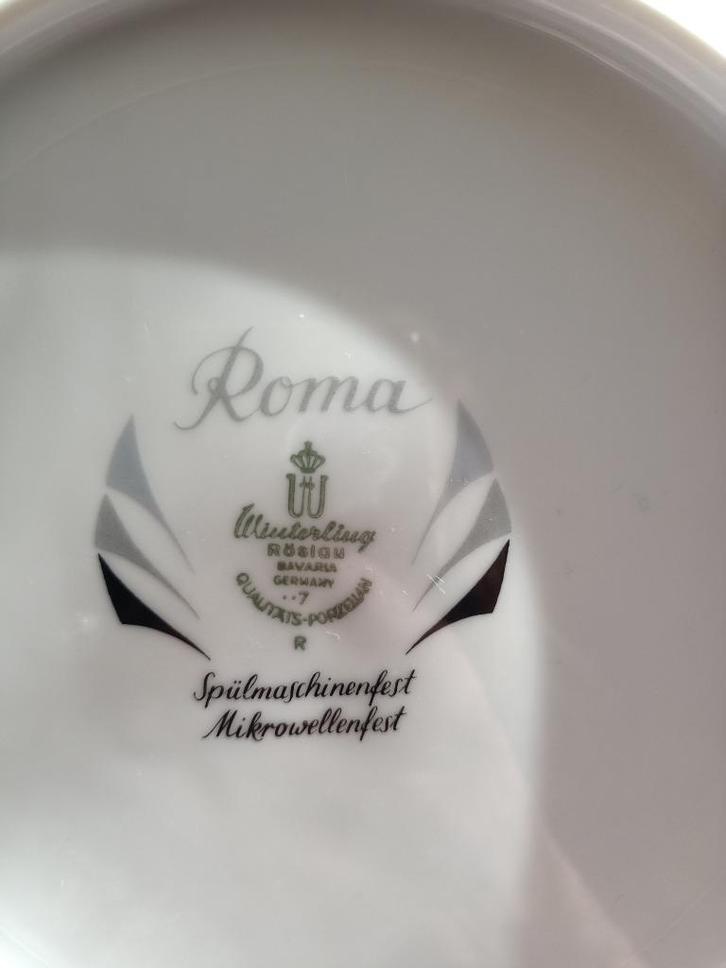 Roma
Winterling
RÖSLAU
BAVARIA
GERMANY
··7
QUALITÄTS-PORZELLAN
R
Spülmaschinenfest
Mikrowellenfest